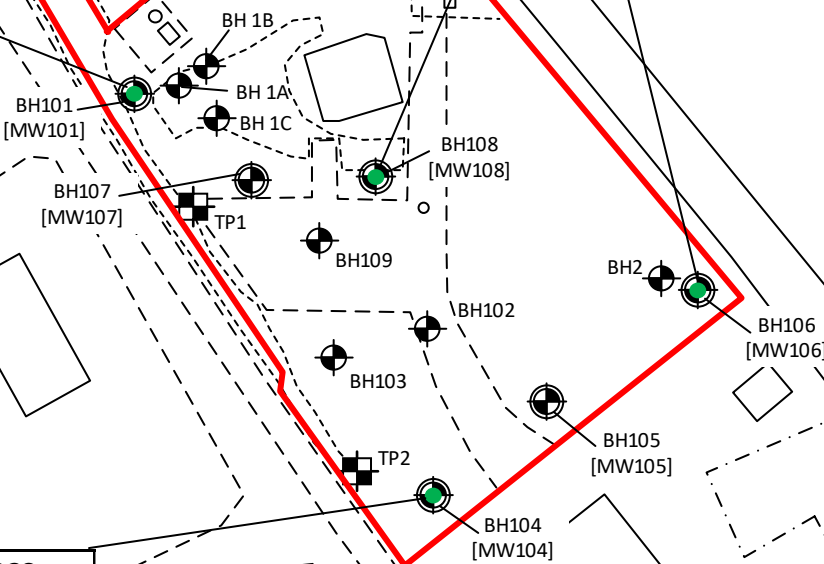 BH 1B
BH 1A
BH101
[MW101]
BH 1C
BH108
[MW108]
BH107
[MW107]
TP1
BH109
BH2
BH102
BH106
[MW106]
BH103
BH105
[MW105]
TP2
BH104
[MW104]